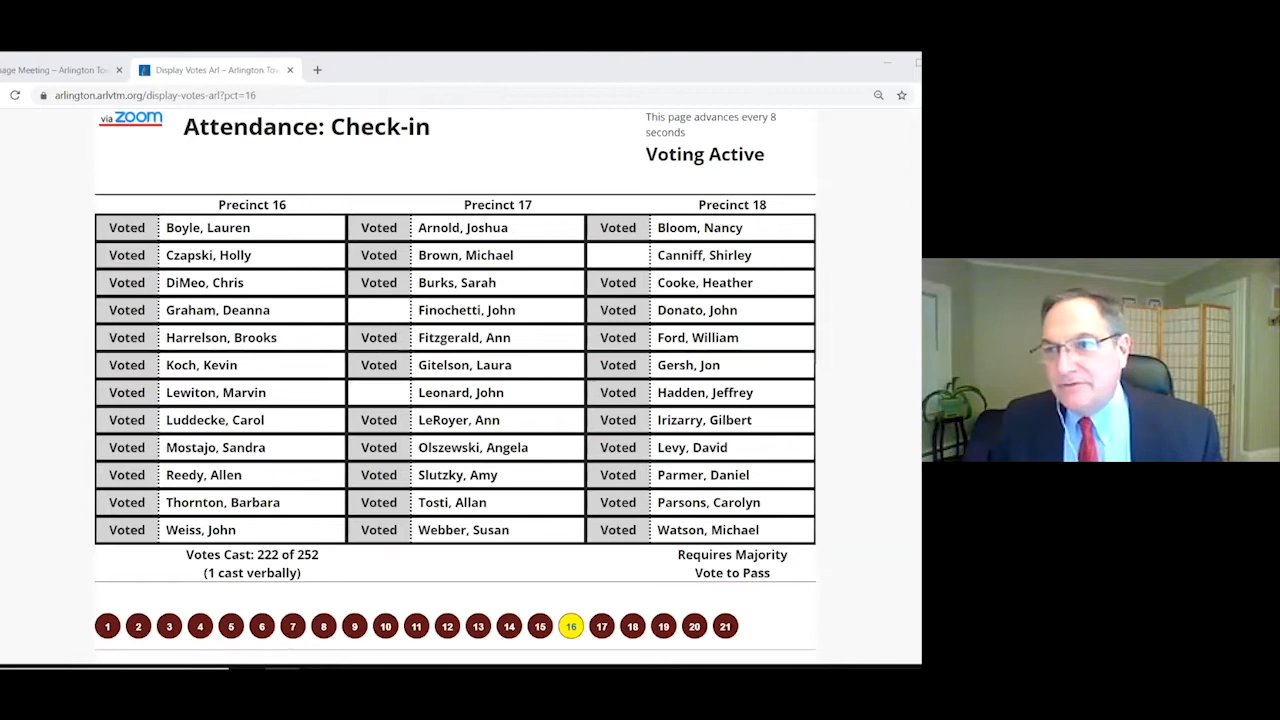 nage Meeting – Arlington To
Display Votes Arl – Arlington To
arlington.arlvtm.org/display-votes-arl?pct=16
via zoom
Attendance: Check-in
This page advances every 8
seconds
Voting Active
Precinct 16 Precinct 17 Precinct 18
Voted Boyle, Lauren Voted Arnold, Joshua Voted Bloom, Nancy
Voted Czapski, Holly Voted Brown, Michael Canniff, Shirley
Voted DiMeo, Chris Voted Burks, Sarah Voted Cooke, Heather
Voted Graham, Deanna Finochetti, John Voted Donato, John
Voted Harrelson, Brooks Voted Fitzgerald, Ann Voted Ford, William
Voted Koch, Kevin Voted Gitelson, Laura Voted Gersh, Jon
Voted Lewiton, Marvin Leonard, John Voted Hadden, Jeffrey
Voted Luddecke, Carol Voted LeRoyer, Ann Voted Irizarry, Gilbert
Voted Mostajo, Sandra Voted Olszewski, Angela Voted Levy, David
Voted Reedy, Allen Voted Slutzky, Amy Voted Parmer, Daniel
Voted Thornton, Barbara Voted Tosti, Allan Voted Parsons, Carolyn
Voted Weiss, John Voted Webber, Susan Voted Watson, Michael
Votes Cast: 222 of 252 Requires Majority
(1 cast verbally) Vote to Pass
1 2 3 4 5 6 7 8 9 10 11 12 13 14 15 16 17 18 19 20 21